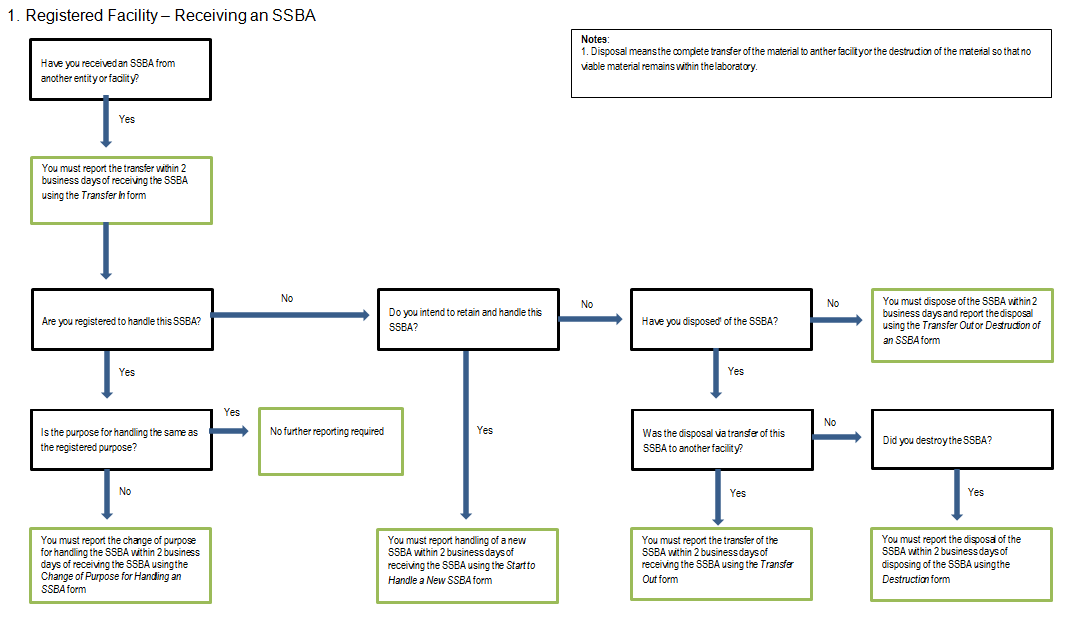 1. Registered Facility – Receiving an SSBA
Notes:
1. Disposal means the complete transfer of the material to anther facility or the destruction of the material so that no
viable material remains within the laboratory.
Have you received an SSBA from
another entity or facility?
Yes
You must report the transfer within 2
business days of receiving the SSBA
using the Transfer In form
Are you registered to handle this SSBA?
No
Do you intend to retain and handle this
SSBA?
No
Have you disposed¹ of the SSBA?
No
You must dispose of the SSBA within 2
business days and report the disposal
using the Transfer Out or Destruction of
an SSBA form
Yes
Yes
Is the purpose for handling the same as
the registered purpose?
Yes
No further reporting required
Yes
Was the disposal via transfer of this
SSBA to another facility?
No
Did you destroy the SSBA?
No
Yes
Yes
You must report the change of purpose
for handling the SSBA within 2 business
days of receiving the SSBA using the
Change of Purpose for Handling an
SSBA form
You must report handling of a new
SSBA within 2 business days of
receiving the SSBA using the Start to
Handle a New SSBA form
You must report the transfer of the
SSBA within 2 business days of
receiving the SSBA using the Transfer
Out form
You must report the disposal of the
SSBA within 2 business days of
disposing of the SSBA using the
Destruction form